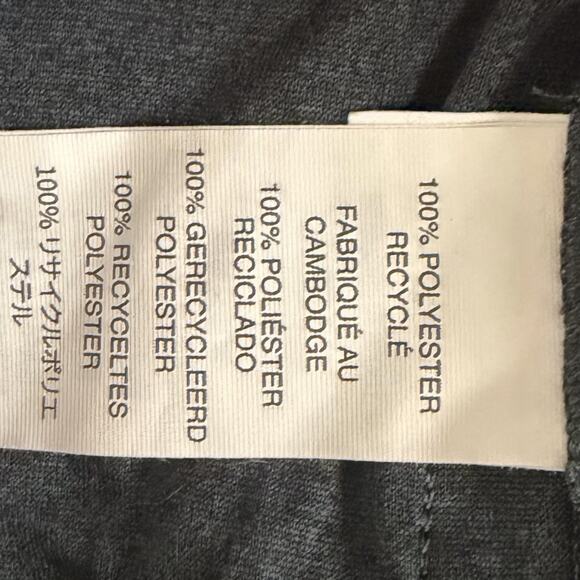 100% POLYESTER
RECYCLÉ
FABRIQUÉ AU
CAMBODGE
100% POLIÉSTER
RECICLADO
100% GERECYCLEERD
POLYESTER
100% RECYCELTES
POLYESTER
100% リサイクルポリエ
ステル